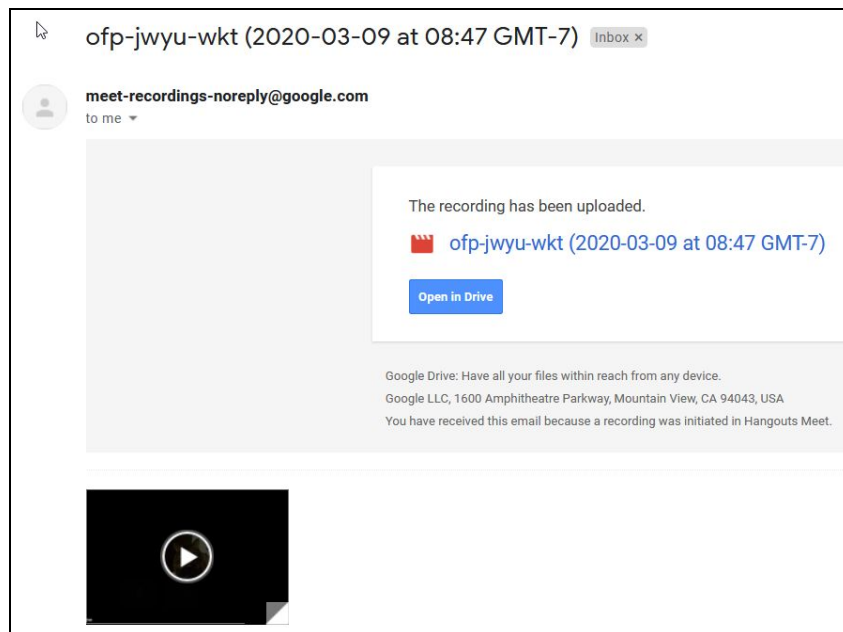 ofp-jwyu-wkt (2020-03-09 at 08:47 GMT-7) Inbox ×
meet-recordings-noreply@google.com
to me
The recording has been uploaded.
ofp-jwyu-wkt (2020-03-09 at 08:47 GMT-7)
Open in Drive
Google Drive: Have all your files within reach from any device.
Google LLC, 1600 Amphitheatre Parkway, Mountain View, CA 94043, USA
You have received this email because a recording was initiated in Hangouts Meet.